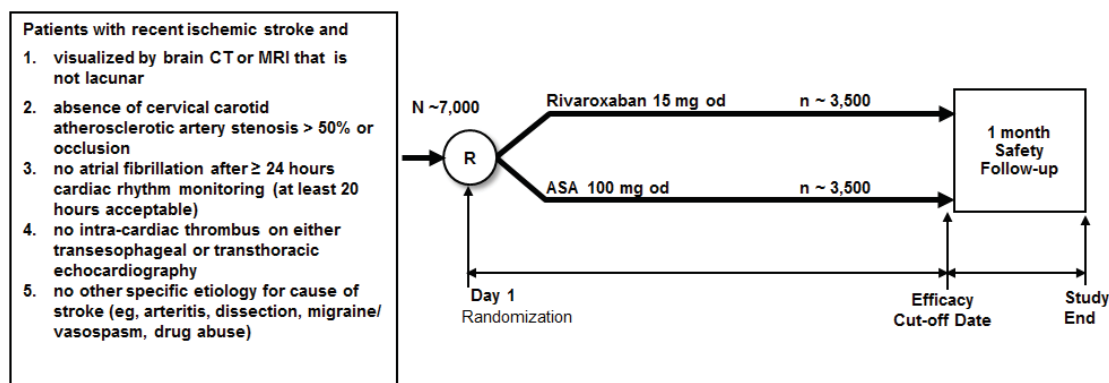 Patients with recent ischemic stroke and
1. visualized by brain CT or MRI that is
not lacunar
2. absence of cervical carotid
atherosclerotic artery stenosis > 50% or
occlusion
3. no atrial fibrillation after ≥ 24 hours
cardiac rhythm monitoring (at least 20
hours acceptable)
4. no intra-cardiac thrombus on either
transesophageal or transthoracic
echocardiography
5. no other specific etiology for cause of
stroke (eg, arteritis, dissection, migraine/
vasospasm, drug abuse)
N ~7,000
R
Rivaroxaban 15 mg od n ~ 3,500
ASA 100 mg od n ~ 3,500
1 month
Safety
Follow-up
Day 1
Randomization
Efficacy
Cut-off Date
Study
End